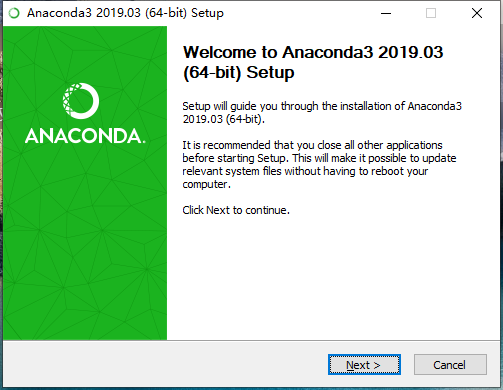 Anaconda3 2019.03 (64-bit) Setup
ANACONDA.
Welcome to Anaconda3 2019.03
(64-bit) Setup
Setup will guide you through the installation of Anaconda3
2019.03 (64-bit).
It is recommended that you close all other applications
before starting Setup. This will make it possible to update
relevant system files without having to reboot your
computer.
Click Next to continue.
Next >
Cancel